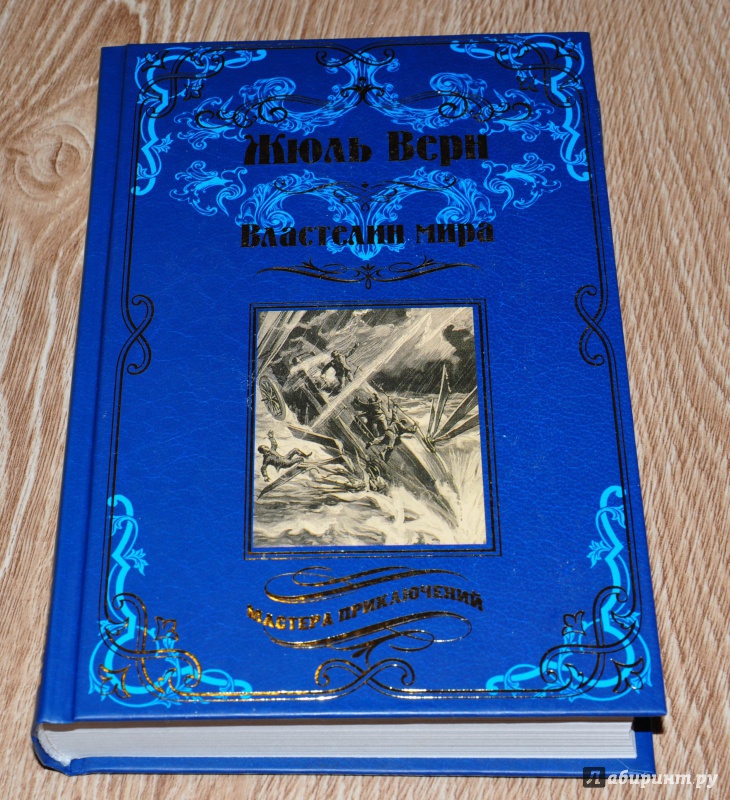 Жюль Верн
Властелин мира
МАСТЕРА ПРИКЛЮЧЕНИЙ
Лабиринт.ру